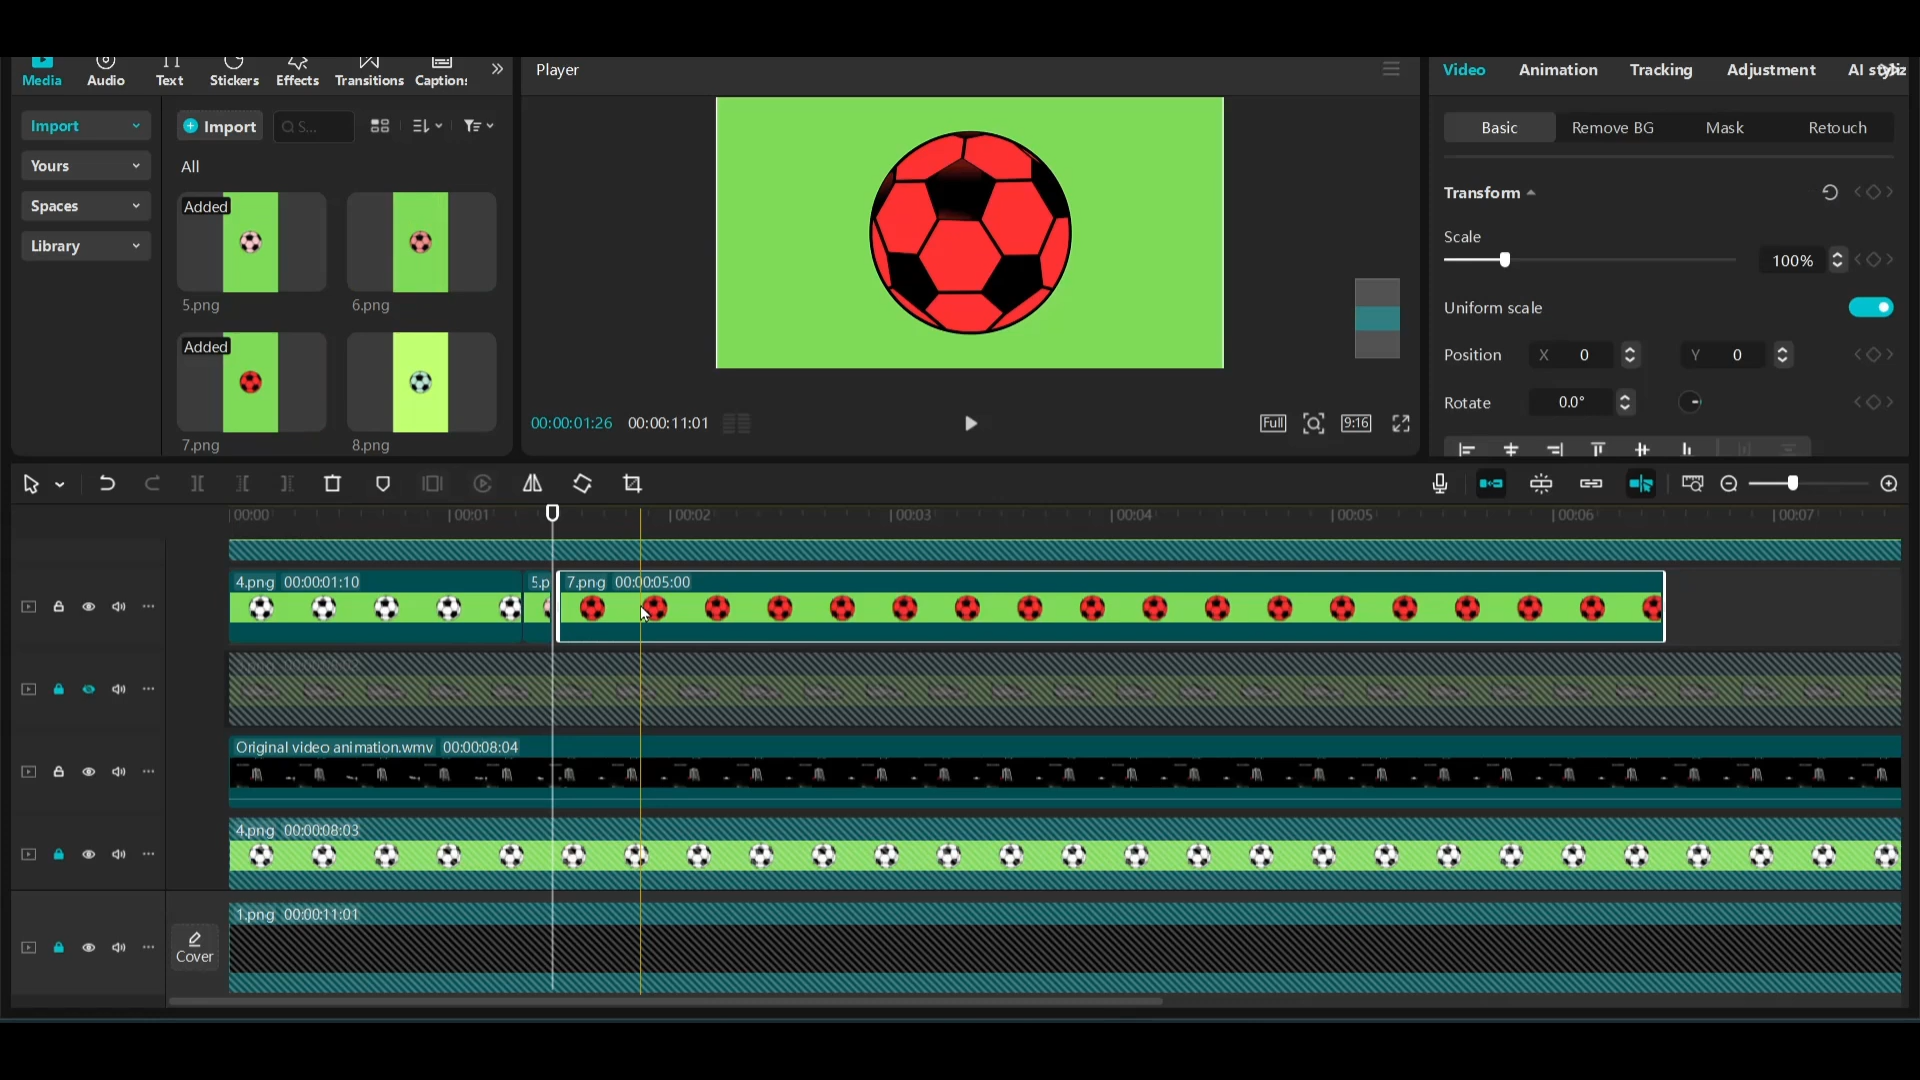 Media Audio Text Stickers Effects Transitions Caption:
Player
Video Animation Tracking Adjustment
Import
Import
S...
Yours
Spaces
Library
All
Added
5.png
6.png
Added
7.png
8.png
00:00:01:26 00:00:11:01
Full
9:16
Basic Remove BG Mask Retouch
Transform
Scale
100%
Uniform scale
Position X 0 Y 0
Rotate 0.0°
00:00 00:01 00:02 00:03 00:04 00:05 00:06 00:07
4.png 00:00:01:10 5.p 7.png 00:00:05:00
Original video animation.wmv 00:00:08:04
4.png 00:00:08:03
1.png 00:00:11:01
Cover